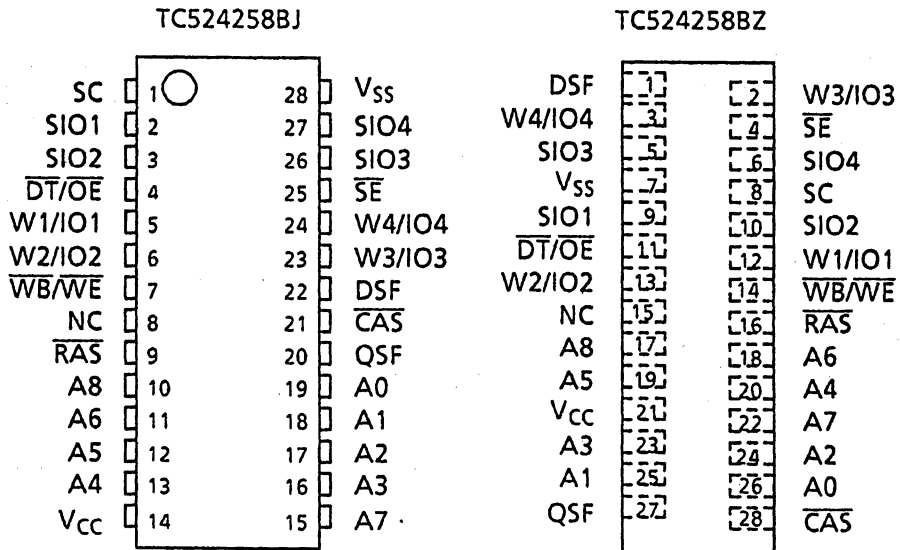 TC524258BJ TC524258BZ
SC 1 28 VSS DSF 1 2 W3/IO3
SIO1 2 27 SIO4 W4/IO4 3 4 SE
SIO2 3 26 SIO3 SIO3 5 6 SIO4
DT/OE 4 25 SE VSS 7 8 SC
W1/IO1 5 24 W4/IO4 SIO1 9 10 SIO2
W2/IO2 6 23 W3/IO3 DT/OE 11 12 W1/IO1
WB/WE 7 22 DSF W2/IO2 13 14 WB/WE
NC 8 21 CAS NC 15 16 RAS
RAS 9 20 QSF A8 17 18 A6
A8 10 19 A0 A5 19 20 A4
A6 11 18 A1 VCC 21 22 A7
A5 12 17 A2 A3 23 24 A2
A4 13 16 A3 A1 25 26 A0
VCC 14 15 A7 QSF 27 28 CAS